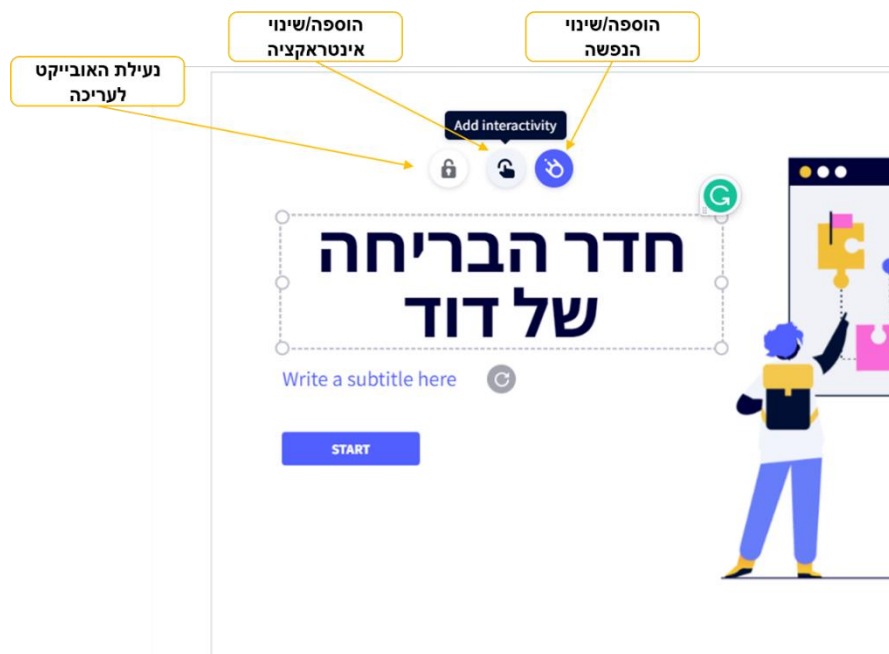 הוספה/שינוי
הנפשה
הוספה/שינוי
אינטראקציה
נעילת האובייקט
לעריכה
Add interactivity
חדר הבריחה
של דוד
Write a subtitle here
START